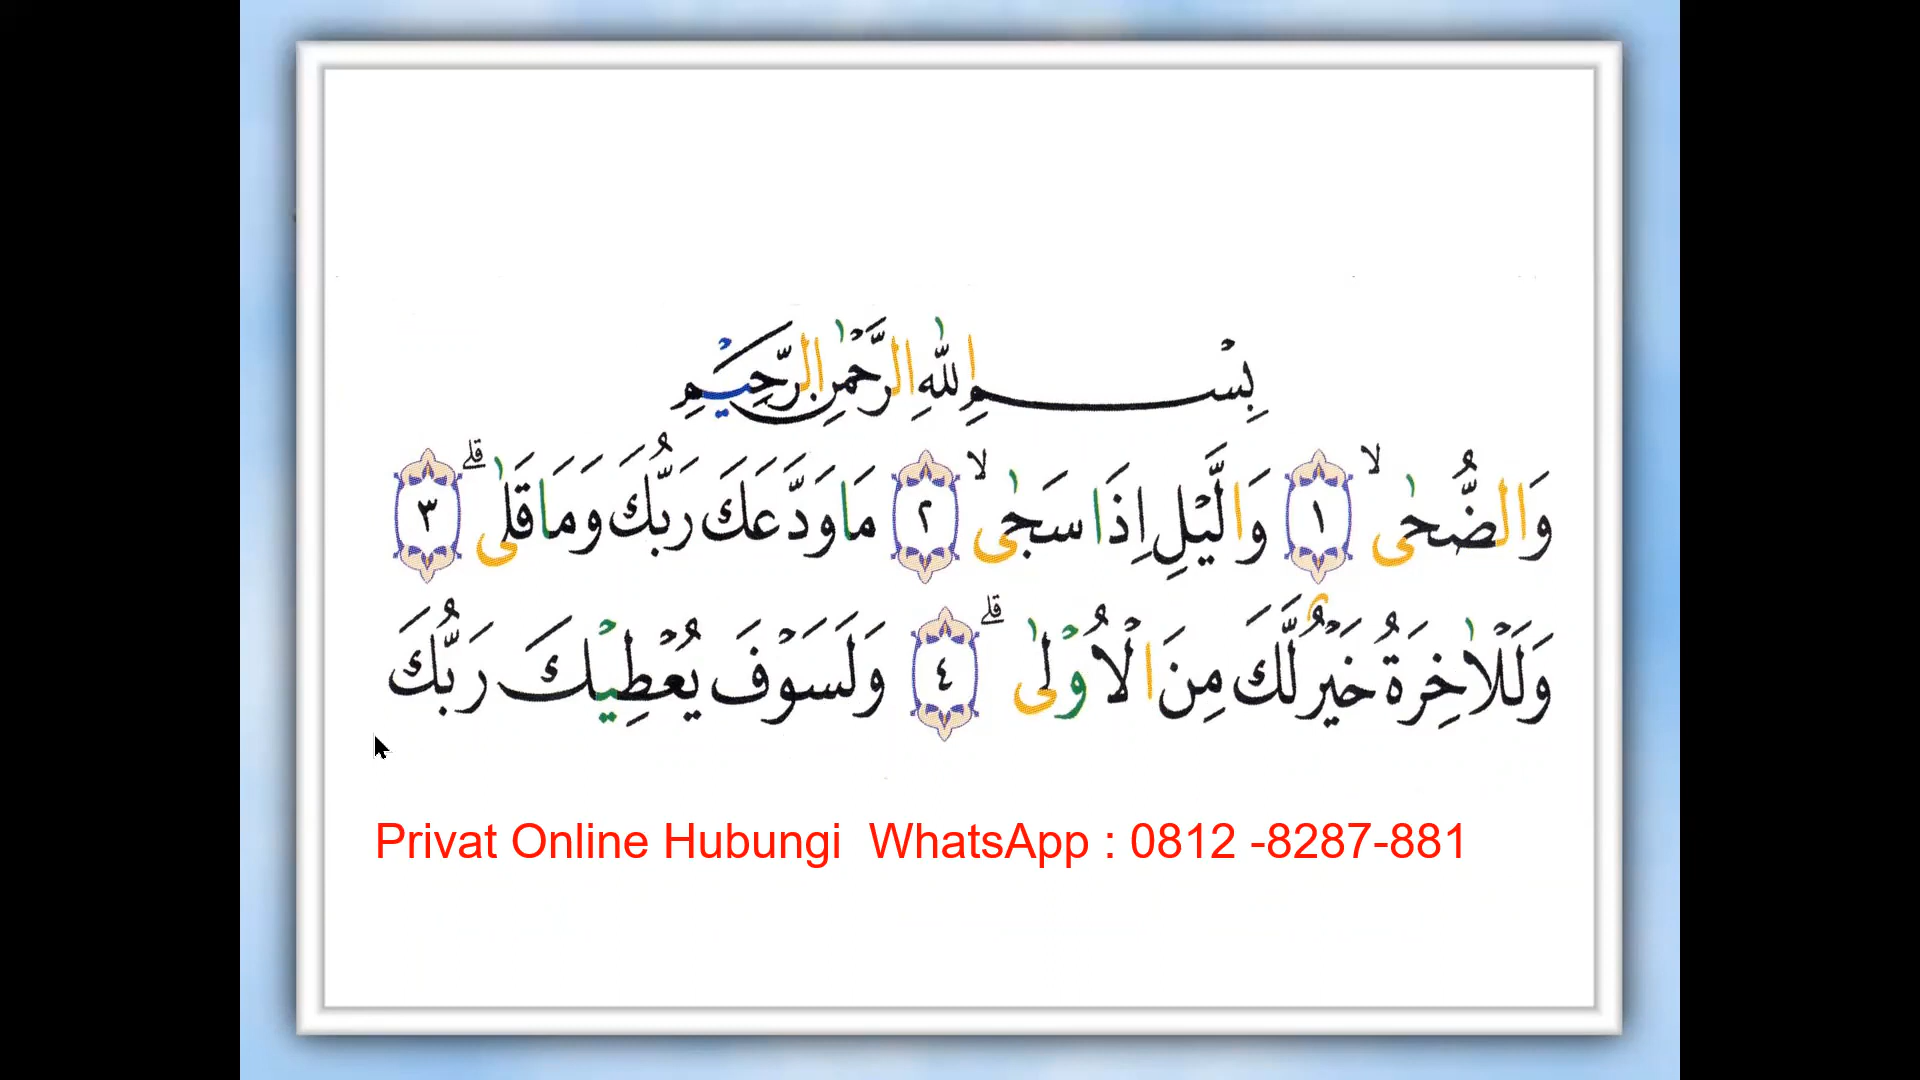 بِسْمِ اللّٰهِ الرَّحْمٰنِ الرَّحِيْمِ
وَالضُّحٰى ۙ ١ وَالَّيْلِ اِذَا سَجٰى ۙ ٢ مَا وَدَّعَكَ رَبُّكَ وَمَا قَلٰى ۗ ٣
وَلَلْاٰخِرَةُ خَيْرٌ لَّكَ مِنَ الْاُوْلٰى ۗ ٤ وَلَسَوْفَ يُعْطِيْكَ رَبُّكَ
Privat Online Hubungi  WhatsApp : 0812 -8287-881